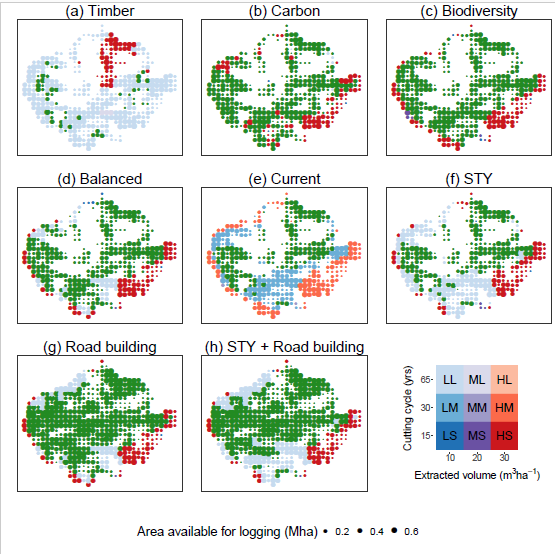 (a) Timber
(b) Carbon
(c) Biodiversity
(d) Balanced
(e) Current
(f) STY
(g) Road building
(h) STY + Road building
Cutting cycle (yrs)
65-
30-
15-
LL ML HL
LM MM HM
LS MS HS
10 20 30
Extracted volume (m³ha⁻¹)
Area available for logging (Mha) • 0.2 • 0.4 • 0.6